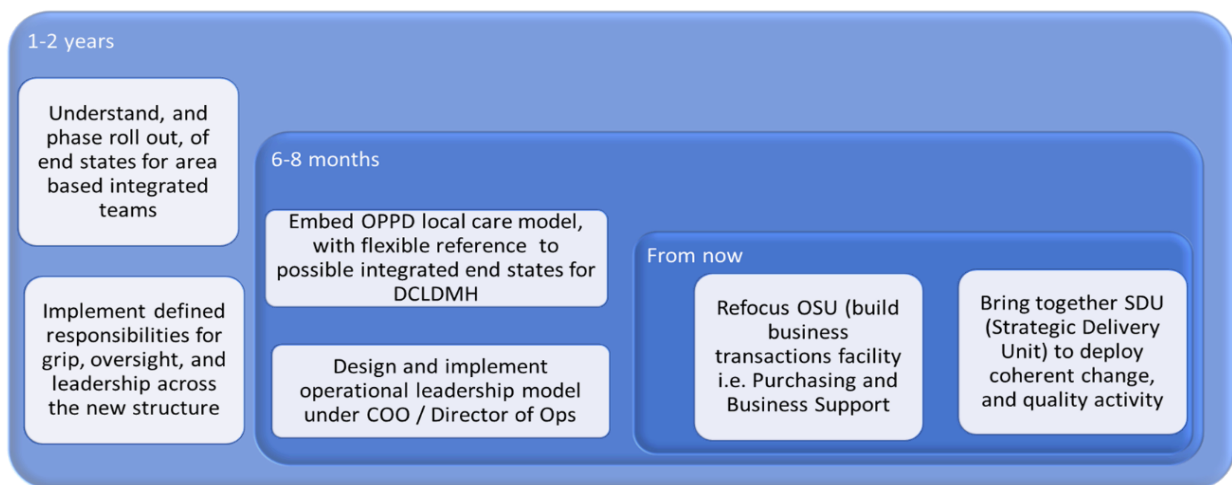 1-2 years
Understand, and
phase roll out, of
end states for area
based integrated
teams
Implement defined
responsibilities for
grip, oversight, and
leadership across
the new structure
6-8 months
Embed OPPD local care model,
with flexible reference to
possible integrated end states for
DCLDMH
Design and implement
operational leadership model
under COO / Director of Ops
From now
Refocus OSU (build
business
transactions facility
i.e. Purchasing and
Business Support
Bring together SDU
(Strategic Delivery
Unit) to deploy
coherent change,
and quality activity